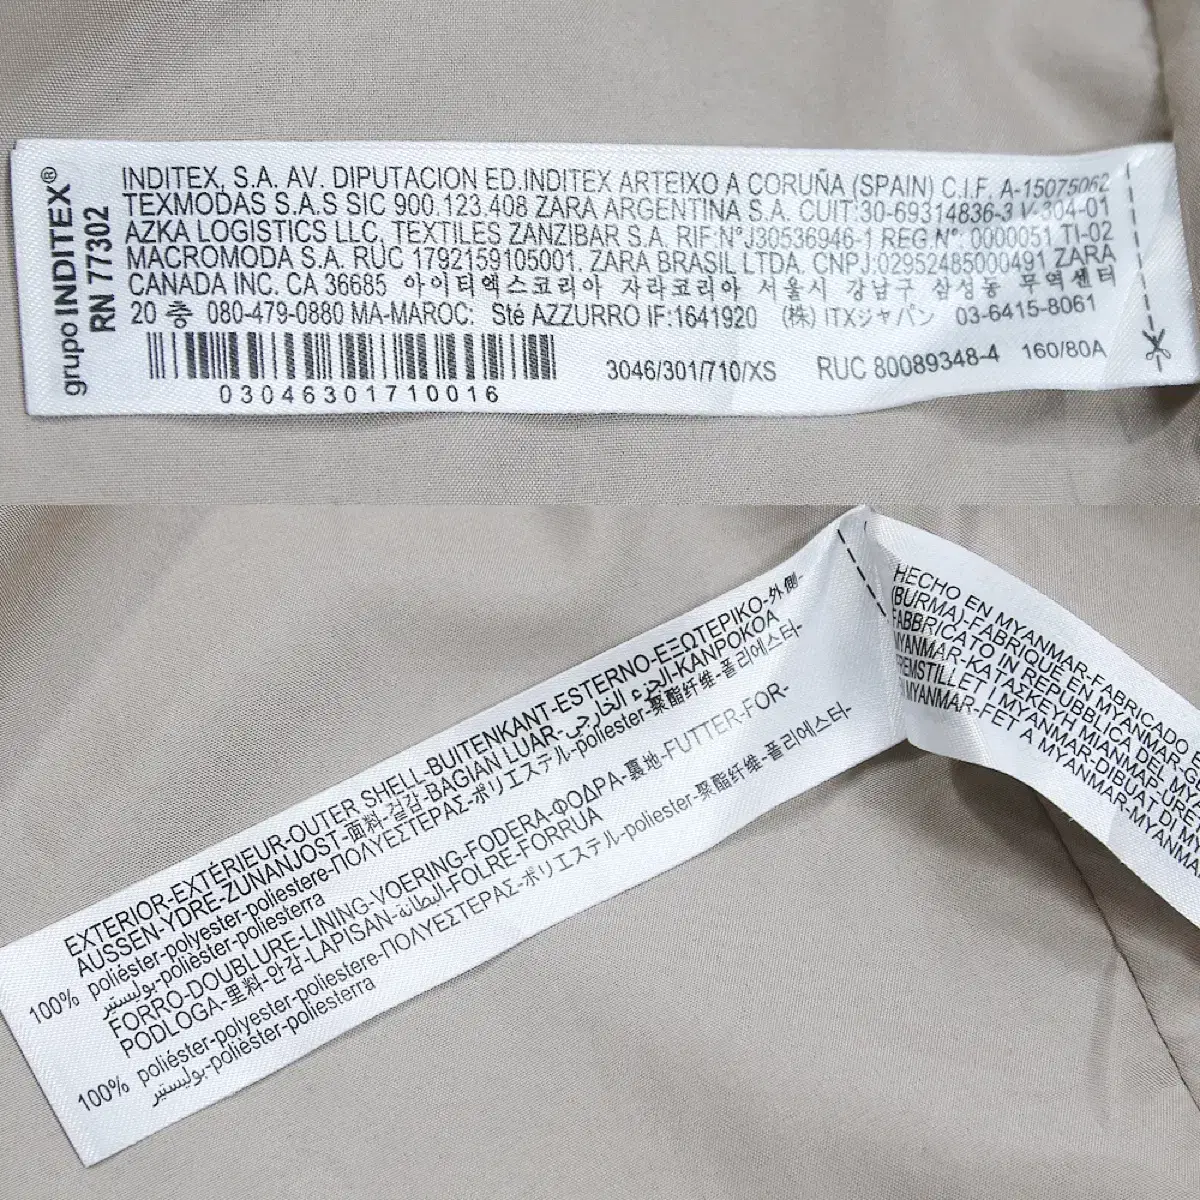 grupo INDITEX®
RN 77302
INDITEX, S.A. AV. DIPUTACION ED.INDITEX ARTEIXO A CORUÑA (SPAIN) C.I.F. A-15075062
TEXMODAS S.A.S SIC 900.123.408 ZARA ARGENTINA S.A. CUIT:30-69314836-3 V-304-01
AZKA LOGISTICS LLC, TEXTILES ZANZIBAR S.A. RIF:N°J30536946-1 REG.N°: 0000051 TI-02
MACROMODA S.A. RUC 1792159105001. ZARA BRASIL LTDA. CNPJ:02952485000491 ZARA
CANADA INC. CA 36685 아이티엑스코리아 자라코리아 서울시 강남구 삼성동 무역센터
20 층 080-479-0880 MA-MAROC: Sté AZZURRO IF:1641920 (株) ITXジャパン 03-6415-8061
03046301710016
3046/301/710/XS RUC 80089348-4 160/80A
EXTERIOR-EXTÉRIEUR-OUTER SHELL-BUITENKANT-ESTERNO-ΕΞΩΤΕΡΙΚΟ-外側-
AUSSEN-YDRE-ZUNANJOST-面料-겉감-BAGIAN LUAR-الجزء الخارجي-KANPOKOA
100% poliéster-polyester-poliestere-ΠΟΛΥΕΣΤΕΡΑΣ-ポリエステル-poliester-聚酯纤维-폴리에스터-
بوليستير-polièster-poliesterra
FORRO-DOUBLURE-LINING-VOERING-FODERA-ΦΟΔΡΑ-裏地-FUTTER-FOR-
PODLOGA-里料-안감-LAPISAN-البطانة-FOLRE-FORRUA
100% poliéster-polyester-poliestere-ΠΟΛΥΕΣΤΕΡΑΣ-ポリエステル-poliester-聚酯纤维-폴리에스터-
بوليستير-polièster-poliesterra
HECHO EN MYANMAR-FABRICADO
(BURMA)-FABRIQUÉ EN MYANMAR
FABBRICATO IN REPUBBLICA DEL
MYANMAR-ΚΑΤΑΣΚΕΥΗ ΜΙΑΝΜΑΡ
FREMSTILLET I MYANMAR
MYANMAR-FET A MYANMAR-DIBUAT DI
MYANMAR-MYANMAR